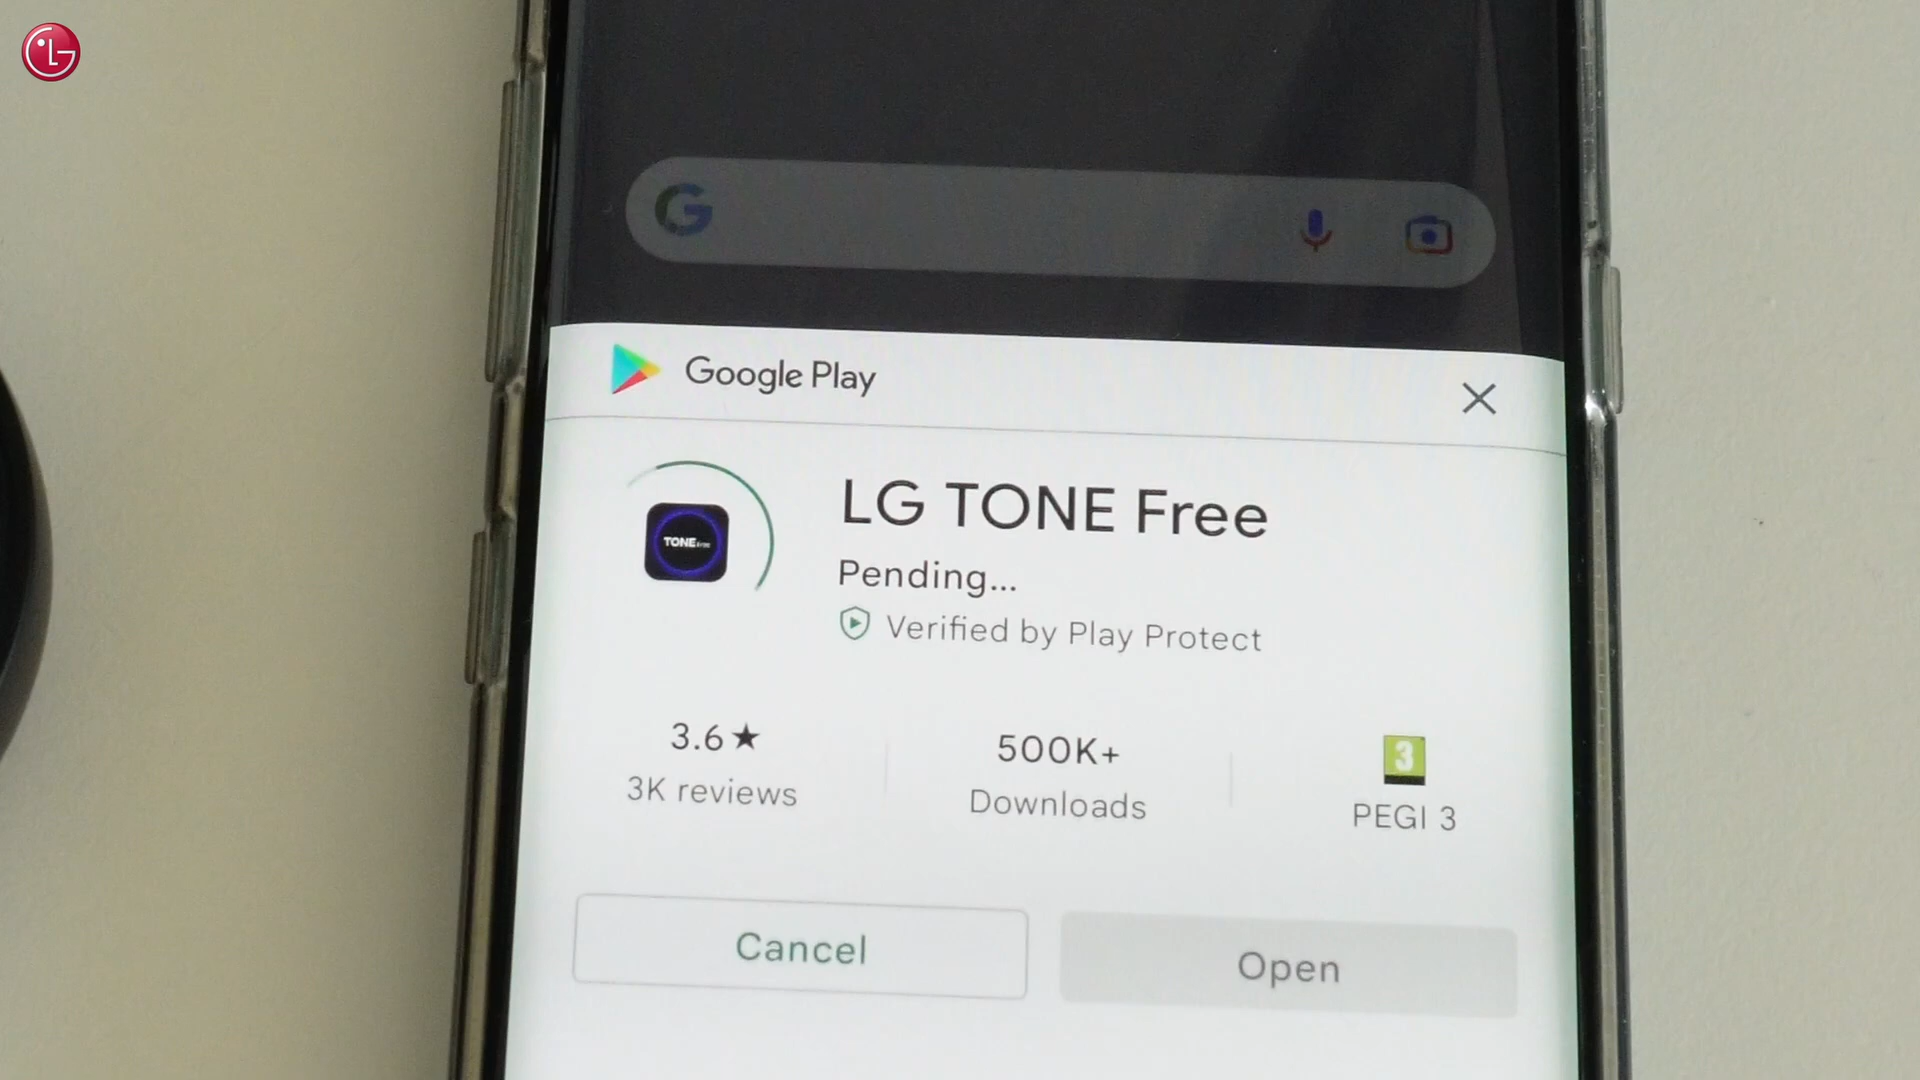 LG
G
Google Play
TONE Free
LG TONE Free
Pending...
Verified by Play Protect
3.6★
3K reviews
500K+
Downloads
3
PEGI 3
Cancel
Open